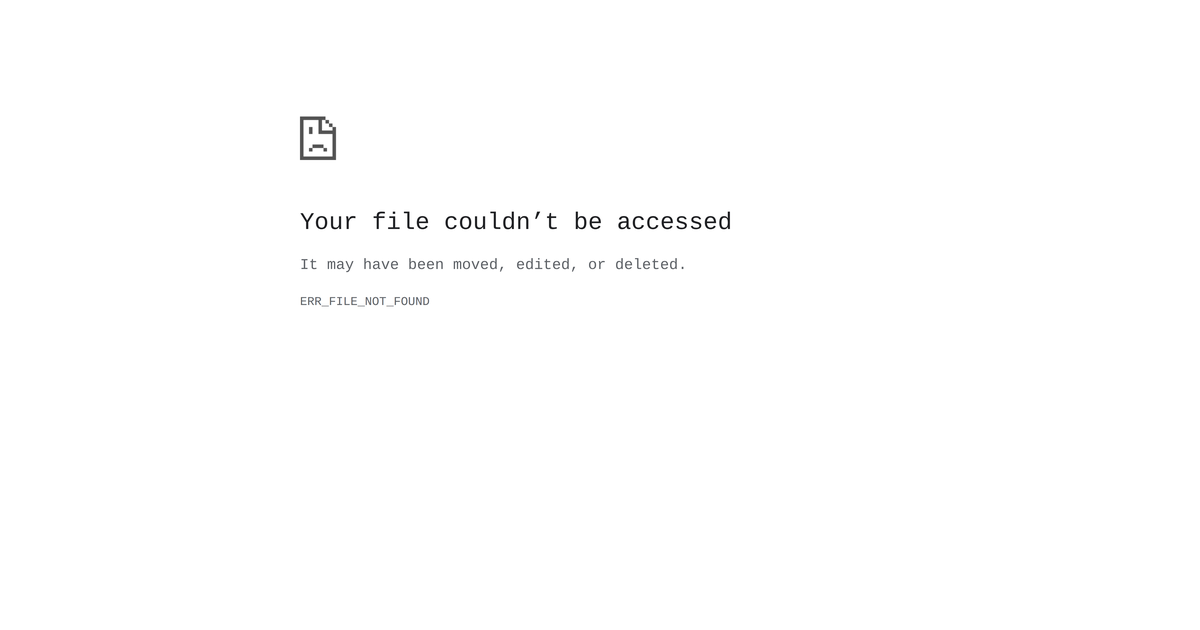 Your file couldn’t be accessed
It may have been moved, edited, or deleted.
ERR_FILE_NOT_FOUND